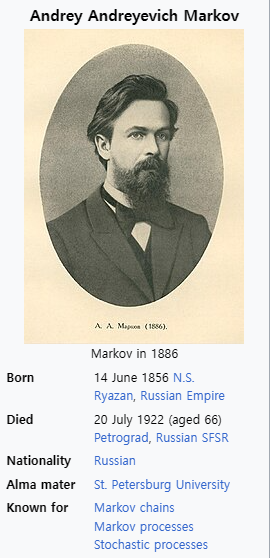 Andrey Andreyevich Markov
А. А. Марков (1886).
Markov in 1886
Born 14 June 1856 N.S.
Ryazan, Russian Empire
Died 20 July 1922 (aged 66)
Petrograd, Russian SFSR
Nationality Russian
Alma mater St. Petersburg University
Known for Markov chains
Markov processes
Stochastic processes